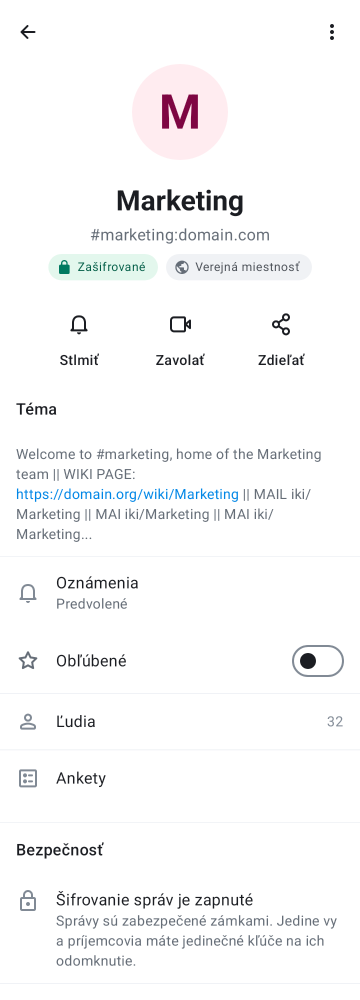 M
Marketing
#marketing:domain.com
Zašifrované
Verejná miestnosť
Stlmiť
Zavolať
Zdieľať
Téma
Welcome to #marketing, home of the Marketing
team || WIKI PAGE:
https://domain.org/wiki/Marketing || MAIL iki/
Marketing || MAI iki/Marketing || MAI iki/
Marketing...
Oznámenia
Predvolené
Obľúbené
Ľudia 32
Ankety
Bezpečnosť
Šifrovanie správ je zapnuté
Správy sú zabezpečené zámkami. Jedine vy
a príjemcovia máte jedinečné kľúče na ich
odomknutie.